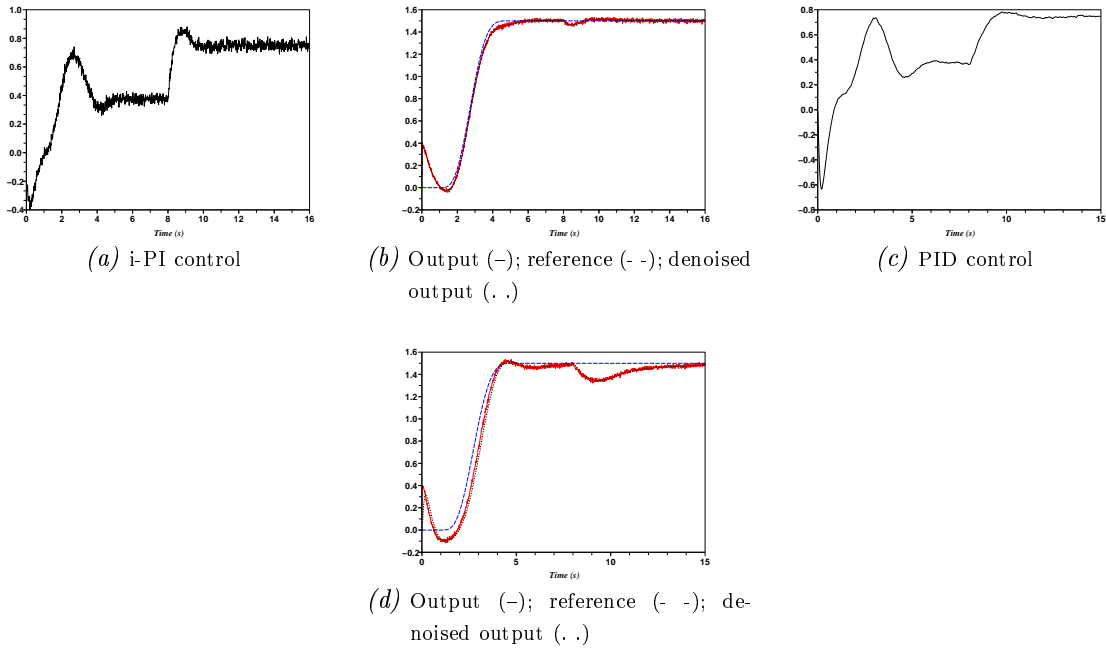 1.0
0.8
0.6
0.4
0.2
0.0
−0.2
−0.4
0 2 4 6 8 10 12 14 16
Time (s)
(a) i-PI control
1.6
1.4
1.2
1.0
0.8
0.6
0.4
0.2
0.0
−0.2
0 2 4 6 8 10 12 14 16
Time (s)
(b) Output (–); reference (- -); denoised
output (. .)
0.8
0.6
0.4
0.2
0.0
−0.2
−0.4
−0.6
−0.8
0 5 10 15
Time (s)
(c) PID control
1.6
1.4
1.2
1.0
0.8
0.6
0.4
0.2
0.0
−0.2
0 5 10 15
Time (s)
(d) Output (–); reference (- -); de-
noised output (. .)